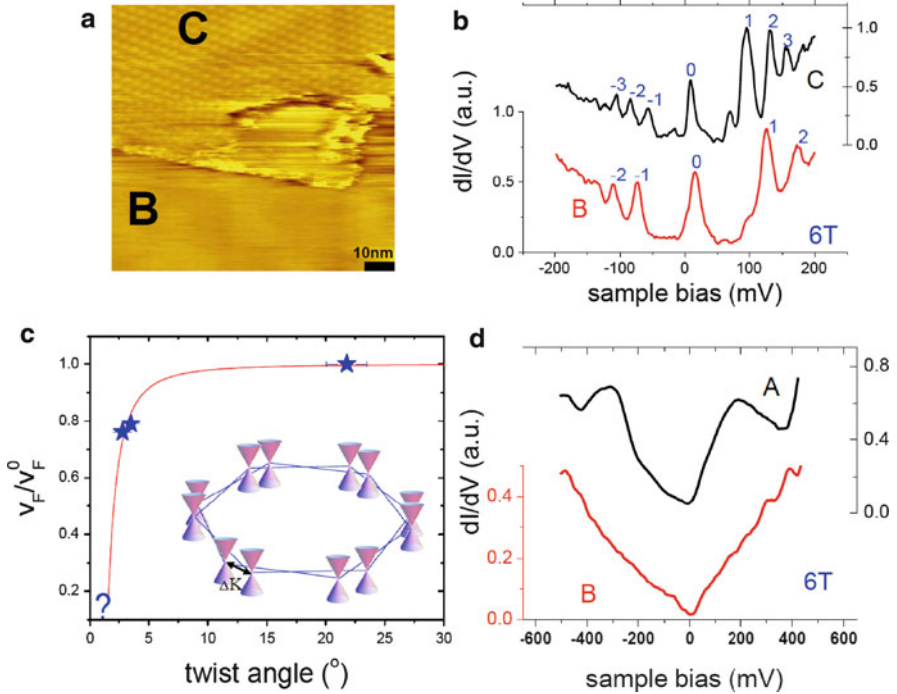 a
C
B
10nm
b
1.0
0.5
0.0
dI/dV (a.u.)
1.0
0.5
0.0
-3
-2
-1
0
1
2
3
C
-2
-1
0
1
2
B
6T
-200
-100
0
100
200
sample bias (mV)
c
v_F/v_F^0
1.0
0.8
0.6
0.4
0.2
?
ΔK
0
5
10
15
20
25
30
twist angle (°)
d
0.8
0.4
0.0
dI/dV (a.u.)
0.4
0.2
0.0
A
B
6T
-600
-400
-200
0
200
400
600
sample bias (mV)